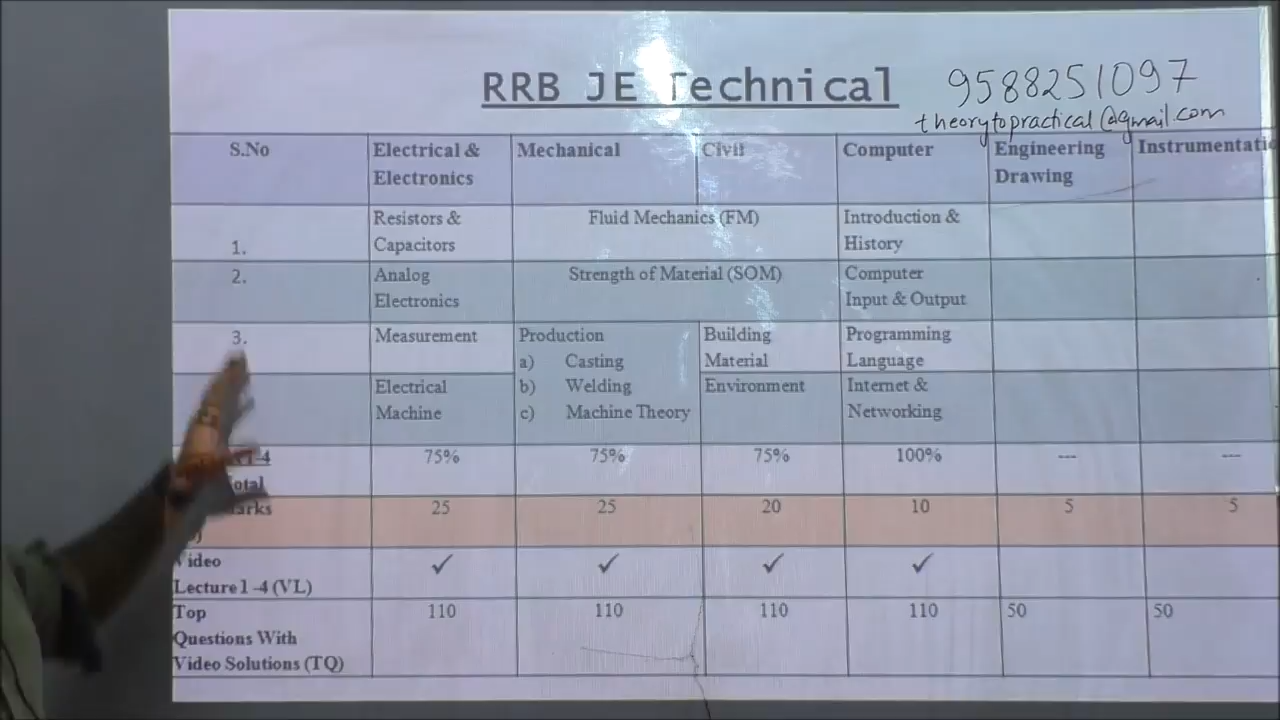 RRB JE Technical
9588251097
theorytopractical@gmail.com
S.No
Electrical &
Electronics
Mechanical
Civil
Computer
Engineering
Drawing
1.
Resistors &
Capacitors
Fluid Mechanics (FM)
Introduction &
History
2.
Analog
Electronics
Strength of Material (SOM)
Computer
Input & Output
3.
Measurement
Production
a) Casting
b) Welding
c) Machine Theory
Building
Material
Programming
Language
Electrical
Machine
Environment
Internet &
Networking
75%
75%
75%
100%
---
---
25
25
20
10
5
5
Video
Lecture 1-4 (VL)
✓
✓
✓
✓
Top
Questions With
Video Solutions (TQ)
110
110
110
110
50
50